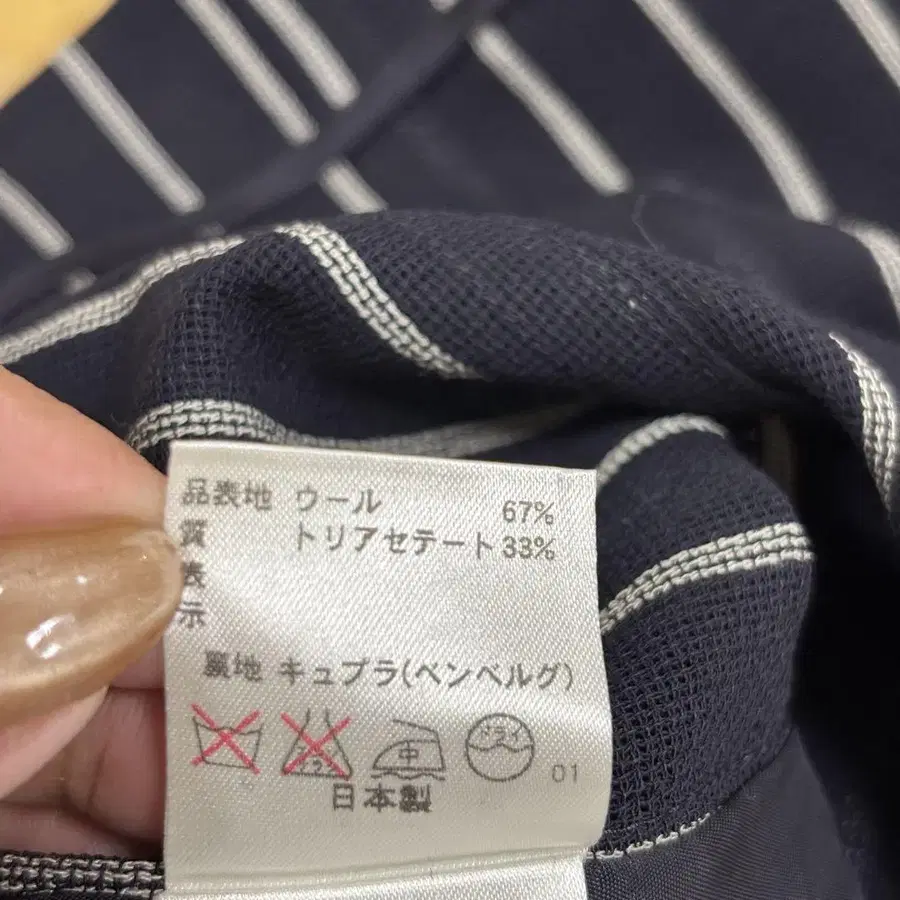 品表地 ウール 67%
質 トリアセテート 33%
表
示
裏地 キュプラ(ベンベルグ)
中 ドライ 01
日本製